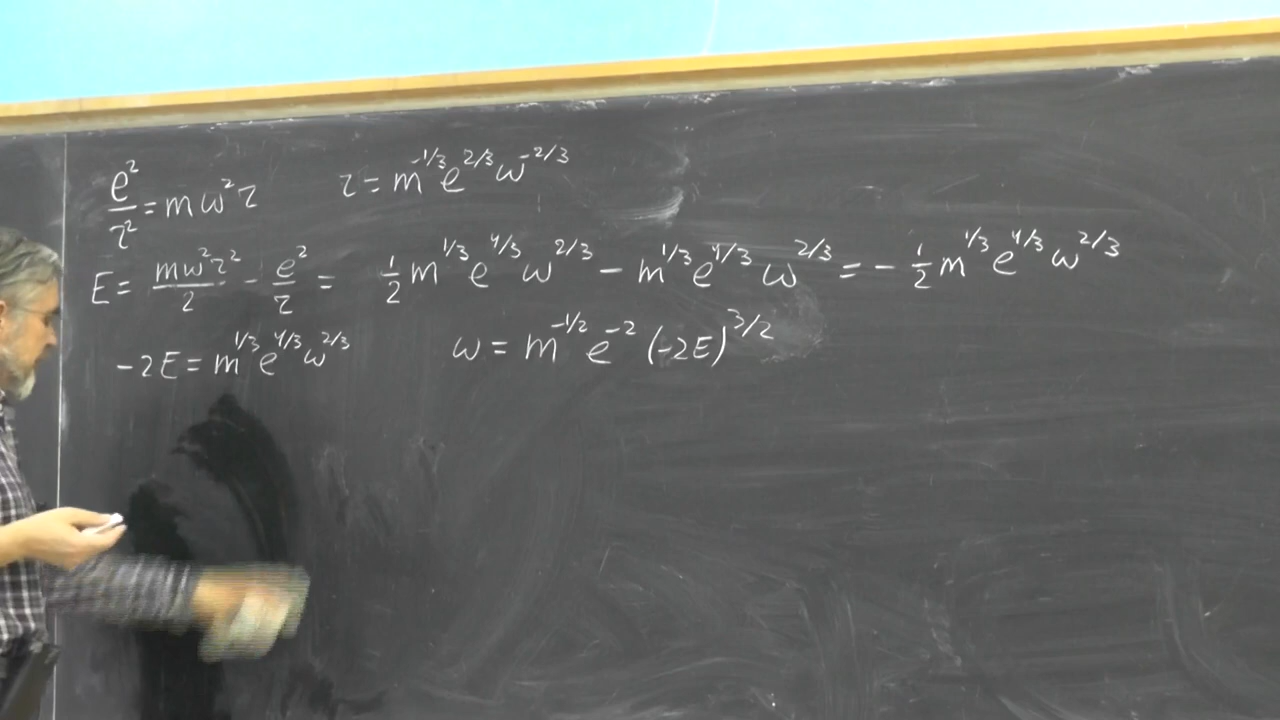 e²/r² = mω²r   r = m^{-1/3} e^{2/3} ω^{-2/3}
E = mω²r²/2 - e²/r = 1/2 m^{1/3} e^{4/3} ω^{2/3} - m^{1/3} e^{4/3} ω^{2/3} = -1/2 m^{1/3} e^{4/3} ω^{2/3}
-2E = m^{1/3} e^{4/3} ω^{2/3}   ω = m^{-1/2} e^{-2} (-2E)^{3/2}